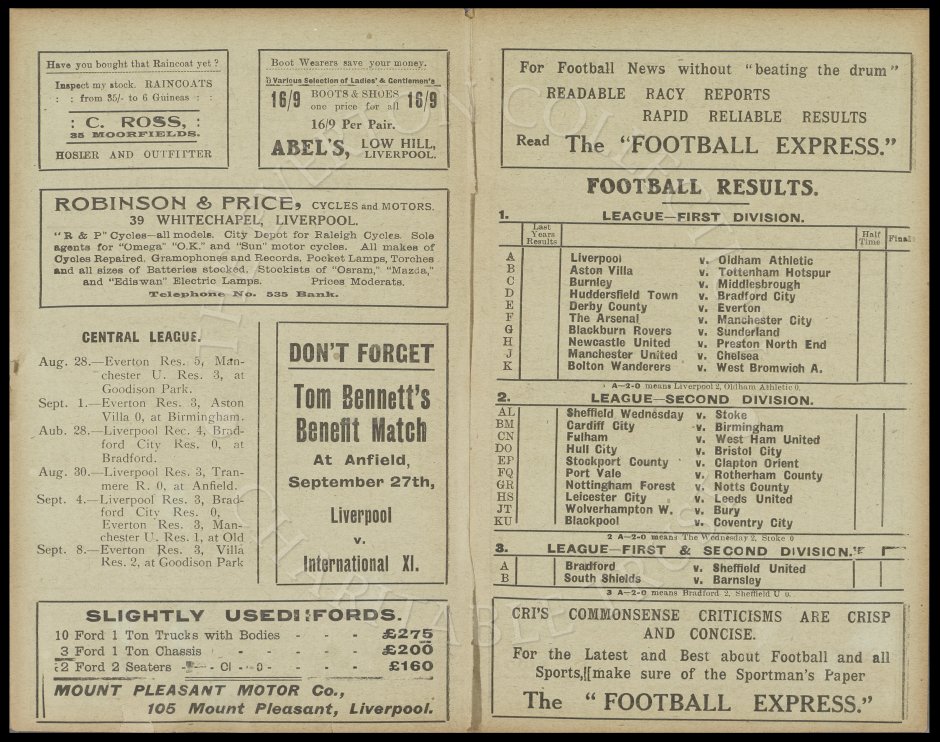 Have you bought that Raincoat yet ?
Inspect my stock. RAINCOATS
: : from 35/- to 6 Guineas : :
: C. ROSS, :
35 MOORFIELDS.
HOSIER AND OUTFITTER
Boot Wearers save your money.
Various Selection of Ladies' & Gentlemen's
16/9 BOOTS & SHOES 16/9
one price for all
16/9 Per Pair.
ABEL'S, LOW HILL,
LIVERPOOL.
ROBINSON & PRICE, CYCLES and MOTORS.
39 WHITECHAPEL, LIVERPOOL.
"R & P" Cycles—all models. City Depot for Raleigh Cycles. Sole
agents for "Omega" "O.K." and "Sun" motor cycles. All makes of
Cycles Repaired. Gramophones and Records, Pocket Lamps, Torches
and all sizes of Batteries stocked. Stockists of "Osram," "Mazda,"
and "Ediswan" Electric Lamps. Prices Moderats.
Telephone No. 535 Bank.
CENTRAL LEAGUE.
Aug. 28.—Everton Res. 5, Man-
chester U. Res. 3, at
Goodison Park.
Sept. 1.—Everton Res. 3, Aston
Villa 0, at Birmingham.
Aub. 28.—Liverpool Rec. 4, Brad-
ford City Res. 0, at
Bradford.
Aug. 30.—Liverpool Res. 3, Tran-
mere R. 0, at Anfield.
Sept. 4.—Liverpool Res. 3, Brad-
ford City Res. 0,
Everton Res. 3, Man-
chester U. Res. 1, at Old
Sept. 8.—Everton Res. 3, Villa
Res. 2, at Goodison Park
DON'T FORGET
Tom Bennett's
Benefit Match
At Anfield,
September 27th,
Liverpool
v.
International XI.
SLIGHTLY USED FORDS.
10 Ford 1 Ton Trucks with Bodies - - - £275
3 Ford 1 Ton Chassis - - - - - £200
2 Ford 2 Seaters - - - £160
MOUNT PLEASANT MOTOR Co.,
105 Mount Pleasant, Liverpool.
For Football News without "beating the drum"
READABLE RACY REPORTS
RAPID RELIABLE RESULTS
Read The "FOOTBALL EXPRESS."
FOOTBALL RESULTS.
1. LEAGUE—FIRST DIVISION.
Last Years Results Half Time Final
A Liverpool v. Oldham Athletic
B Aston Villa v. Tottenham Hotspur
C Burnley v. Middlesbrough
D Huddersfield Town v. Bradford City
E Derby County v. Everton
F The Arsenal v. Manchester City
G Blackburn Rovers v. Sunderland
H Newcastle United v. Preston North End
J Manchester United v. Chelsea
K Bolton Wanderers v. West Bromwich A.
1 A—2-0 means Liverpool 2, Oldham Athletic 0.
2. LEAGUE—SECOND DIVISION.
AL Sheffield Wednesday v. Stoke
BM Cardiff City v. Birmingham
CN Fulham v. West Ham United
DO Hull City v. Bristol City
EP Stockport County v. Clapton Orient
FQ Port Vale v. Rotherham County
GR Nottingham Forest v. Notts County
HS Leicester City v. Leeds United
JT Wolverhampton W. v. Bury
KU Blackpool v. Coventry City
2 A—2-0 means The Wednesday 2, Stoke 0
3. LEAGUE—FIRST & SECOND DIVISION.
A Bradford v. Sheffield United
B South Shields v. Barnsley
3 A—2-0 means Bradford 2, Sheffield U 0.
CRI'S COMMONSENSE CRITICISMS ARE CRISP
AND CONCISE.
For the Latest and Best about Football and all
Sports, make sure of the Sportman's Paper
The "FOOTBALL EXPRESS."
THE EVERTON COLLECTION
CHARITABLE TRUST